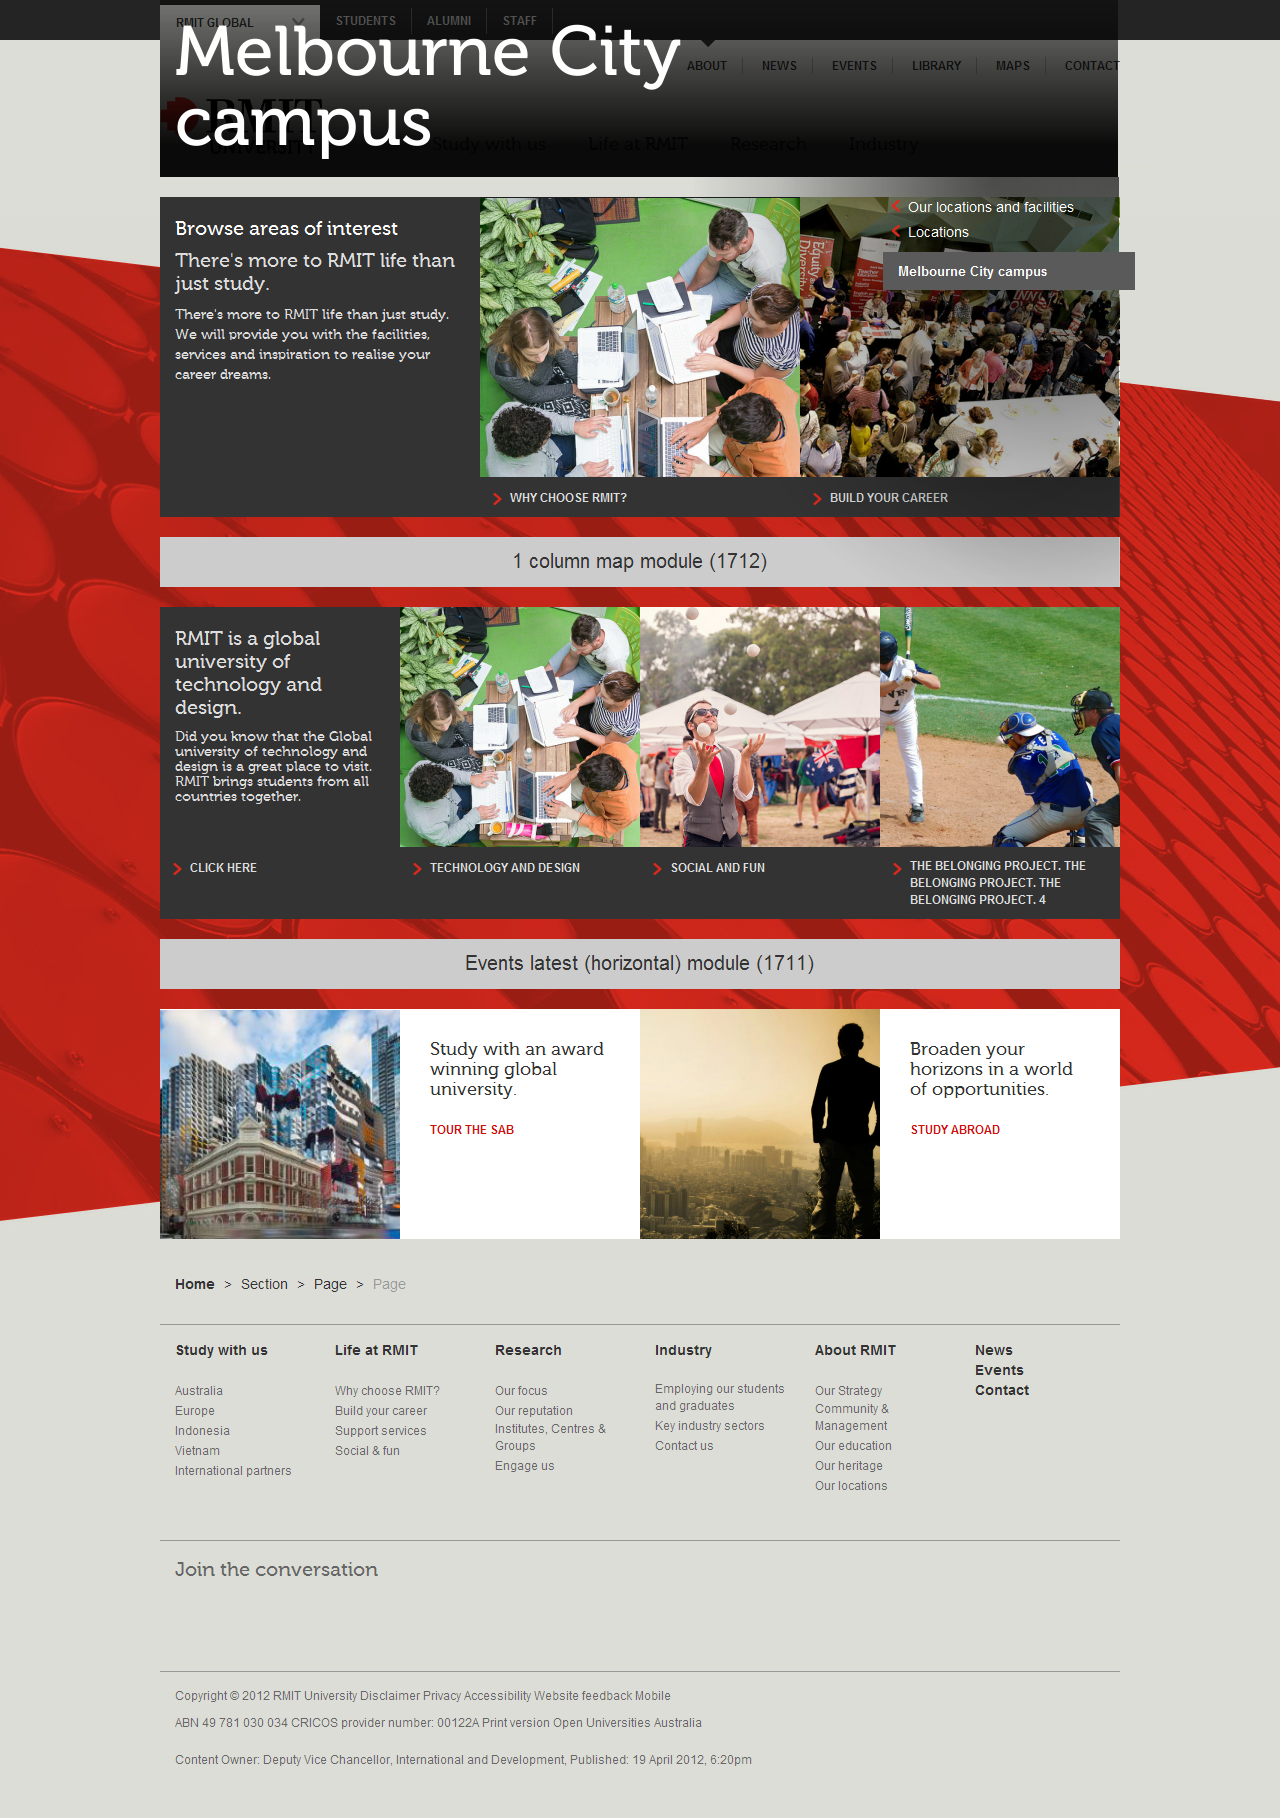 RMIT GLOBAL
STUDENTS
ALUMNI
STAFF
Melbourne City
campus
ABOUT
NEWS
EVENTS
LIBRARY
MAPS
CONTACT
RMIT
UNIVERSITY
Study with us
Life at RMIT
Research
Industry
Browse areas of interest
There's more to RMIT life than
just study.
There's more to RMIT life than just study.
We will provide you with the facilities,
services and inspiration to realise your
career dreams.
Our locations and facilities
Locations
Melbourne City campus
WHY CHOOSE RMIT?
BUILD YOUR CAREER
1 column map module (1712)
RMIT is a global
university of
technology and
design.
Did you know that the Global
university of technology and
design is a great place to visit.
RMIT brings students from all
countries together.
CLICK HERE
TECHNOLOGY AND DESIGN
SOCIAL AND FUN
THE BELONGING PROJECT. THE
BELONGING PROJECT. THE
BELONGING PROJECT. 4
Events latest (horizontal) module (1711)
Study with an award
winning global
university.
TOUR THE SAB
Broaden your
horizons in a world
of opportunities.
STUDY ABROAD
Home > Section > Page > Page
Study with us
Australia
Europe
Indonesia
Vietnam
International partners
Life at RMIT
Why choose RMIT?
Build your career
Support services
Social & fun
Research
Our focus
Our reputation
Institutes, Centres &
Groups
Engage us
Industry
Employing our students
and graduates
Key industry sectors
Contact us
About RMIT
Our Strategy
Community &
Management
Our education
Our heritage
Our locations
News
Events
Contact
Join the conversation
Copyright © 2012 RMIT University Disclaimer Privacy Accessibility Website feedback Mobile
ABN 49 781 030 034 CRICOS provider number: 00122A Print version Open Universities Australia
Content Owner: Deputy Vice Chancellor, International and Development, Published: 19 April 2012, 6:20pm